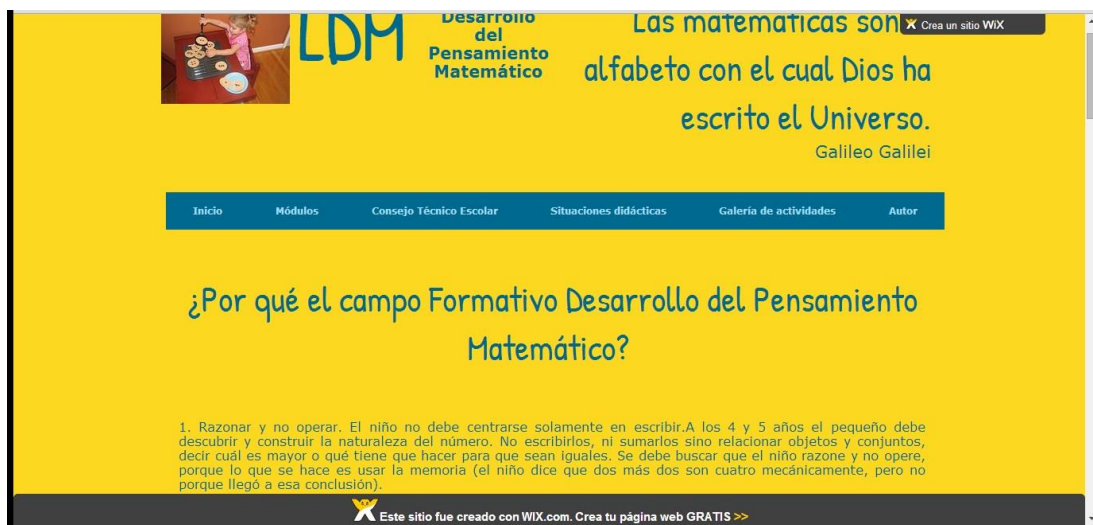 LDM
Desarrollo
del
Pensamiento
Matemático
Las matemáticas son
alfabeto con el cual Dios ha
escrito el Universo.
Galileo Galilei
Crea un sitio WiX
Inicio Módulos Consejo Técnico Escolar Situaciones didácticas Galería de actividades Autor
¿Por qué el campo Formativo Desarrollo del Pensamiento
Matemático?
1. Razonar y no operar. El niño no debe centrarse solamente en escribir.A los 4 y 5 años el pequeño debe
descubrir y construir la naturaleza del número. No escribirlos, ni sumarlos sino relacionar objetos y conjuntos,
decir cuál es mayor o qué tiene que hacer para que sean iguales. Se debe buscar que el niño razone y no opere,
porque lo que se hace es usar la memoria (el niño dice que dos más dos son cuatro mecánicamente, pero no
porque llegó a esa conclusión).
Este sitio fue creado con WIX.com. Crea tu página web GRATIS >>